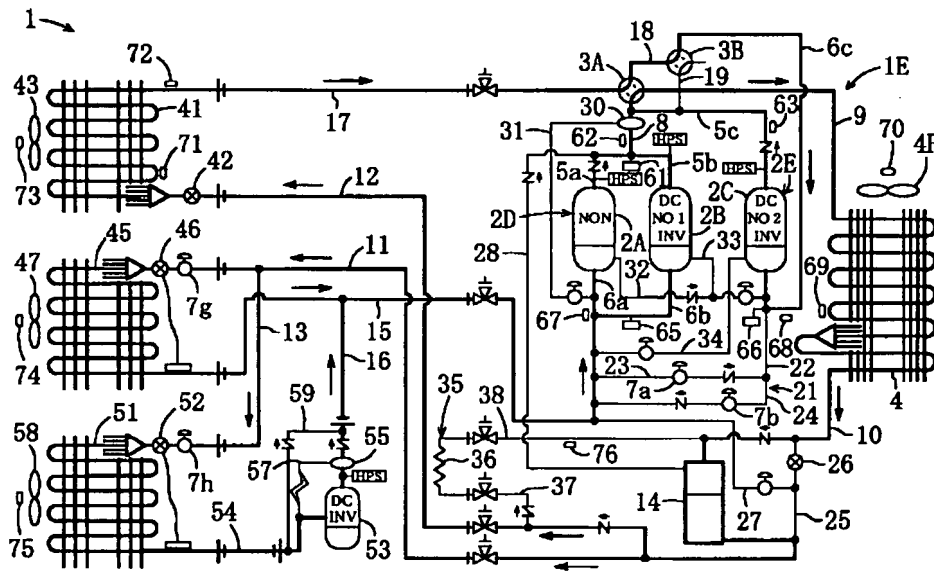 1
72
18
3B
6c
3A
1E
43
41
17
30
19
63
9
31
62
8
HPS
5c
70
4F
71
42
5a
HPS
61
5b
HPS
2E
73
12
2D
NON
2A
DC
NO 1
INV
2B
2C
DC
NO 2
INV
45
46
11
28
33
69
47
7g
32
13
15
6a
6b
67
65
34
66
68
74
16
23
22
7a
21
4
51
52
59
35
38
24
7b
10
58
7h
57
55
36
76
26
HPS
37
14
75
54
DC
INV
53
27
25